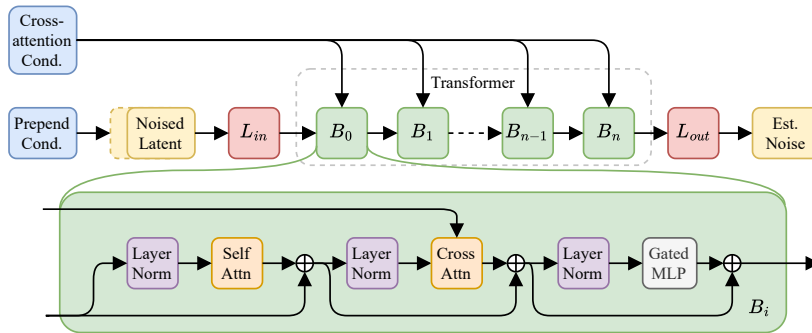 Cross-
attention
Cond.
Transformer
Prepend
Cond.
Noised
Latent
L_in
B_0
B_1
B_{n-1}
B_n
L_out
Est.
Noise
Layer
Norm
Self
Attn
Layer
Norm
Cross
Attn
Layer
Norm
Gated
MLP
B_i